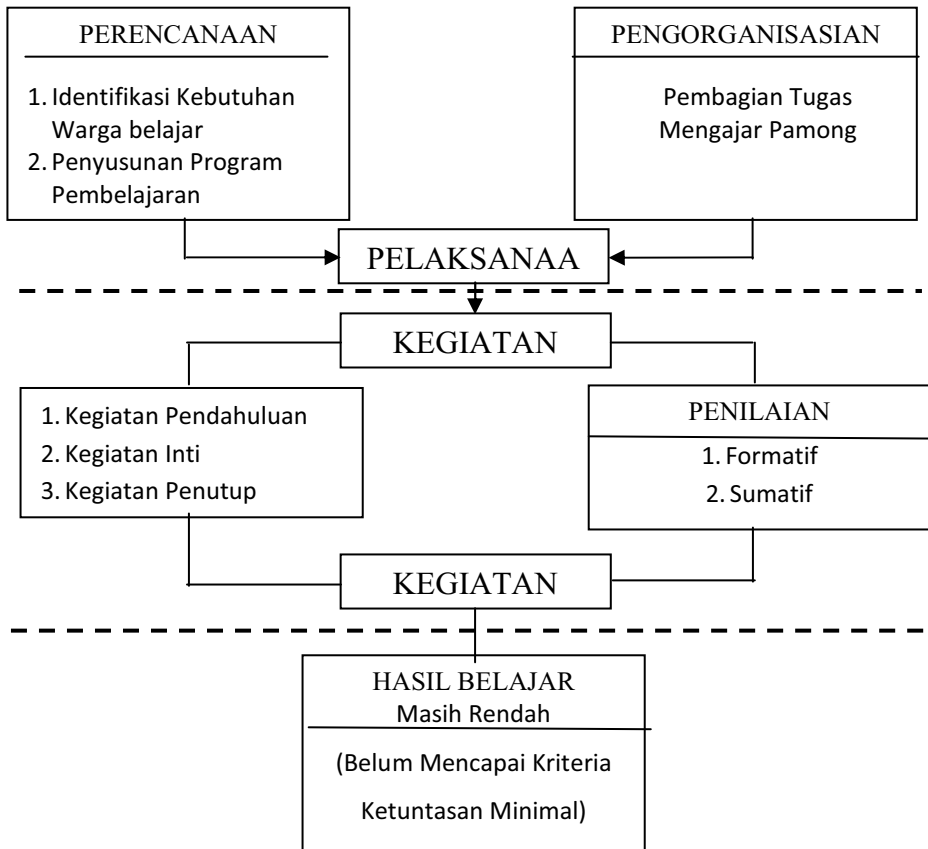 PERENCANAAN
1. Identifikasi Kebutuhan
Warga belajar
2. Penyusunan Program
Pembelajaran
PENGORGANISASIAN
Pembagian Tugas
Mengajar Pamong
PELAKSANAA
KEGIATAN
1. Kegiatan Pendahuluan
2. Kegiatan Inti
3. Kegiatan Penutup
PENILAIAN
1. Formatif
2. Sumatif
KEGIATAN
HASIL BELAJAR
Masih Rendah
(Belum Mencapai Kriteria
Ketuntasan Minimal)